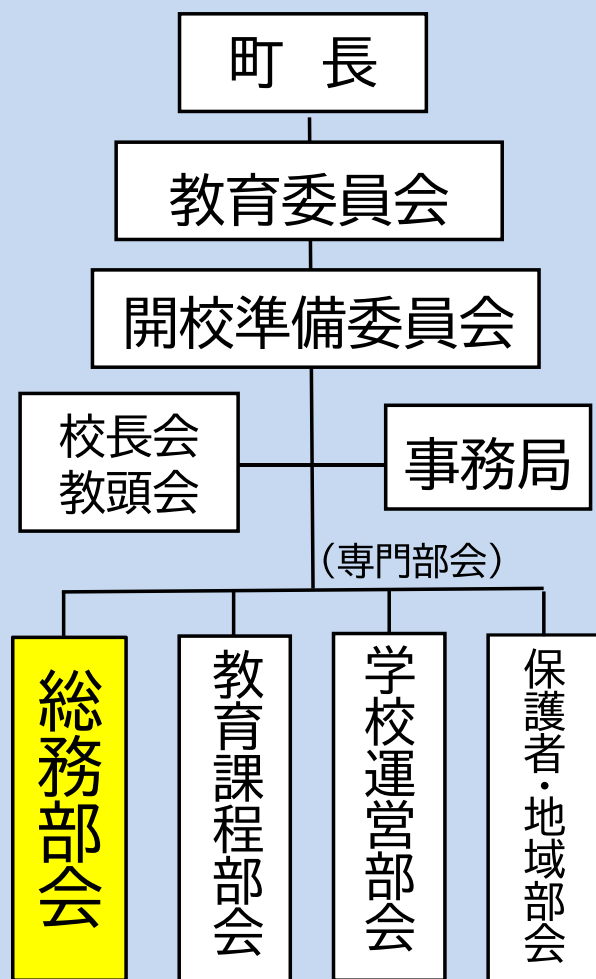 町　長
教育委員会
開校準備委員会
校長会
教頭会
事務局
（専門部会）
総務部会
教育課程部会
学校運営部会
保護者・地域部会